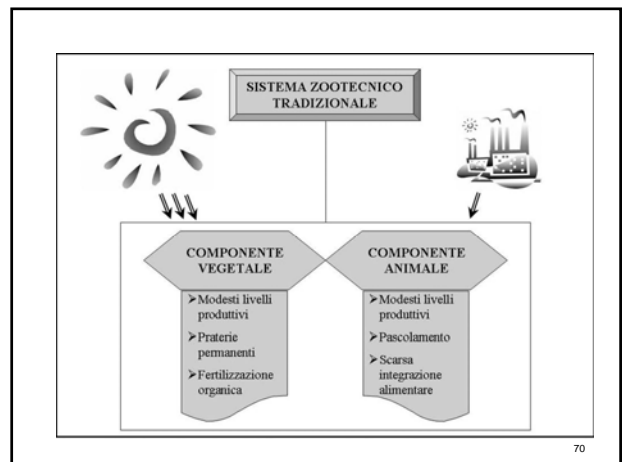 SISTEMA ZOOTECNICO
TRADIZIONALE
COMPONENTE
VEGETALE
➢Modesti livelli
produttivi
➢Praterie
permanenti
➢Fertilizzazione
organica
COMPONENTE
ANIMALE
➢Modesti livelli
produttivi
➢Pascolamento
➢Scarsa
integrazione
alimentare
70